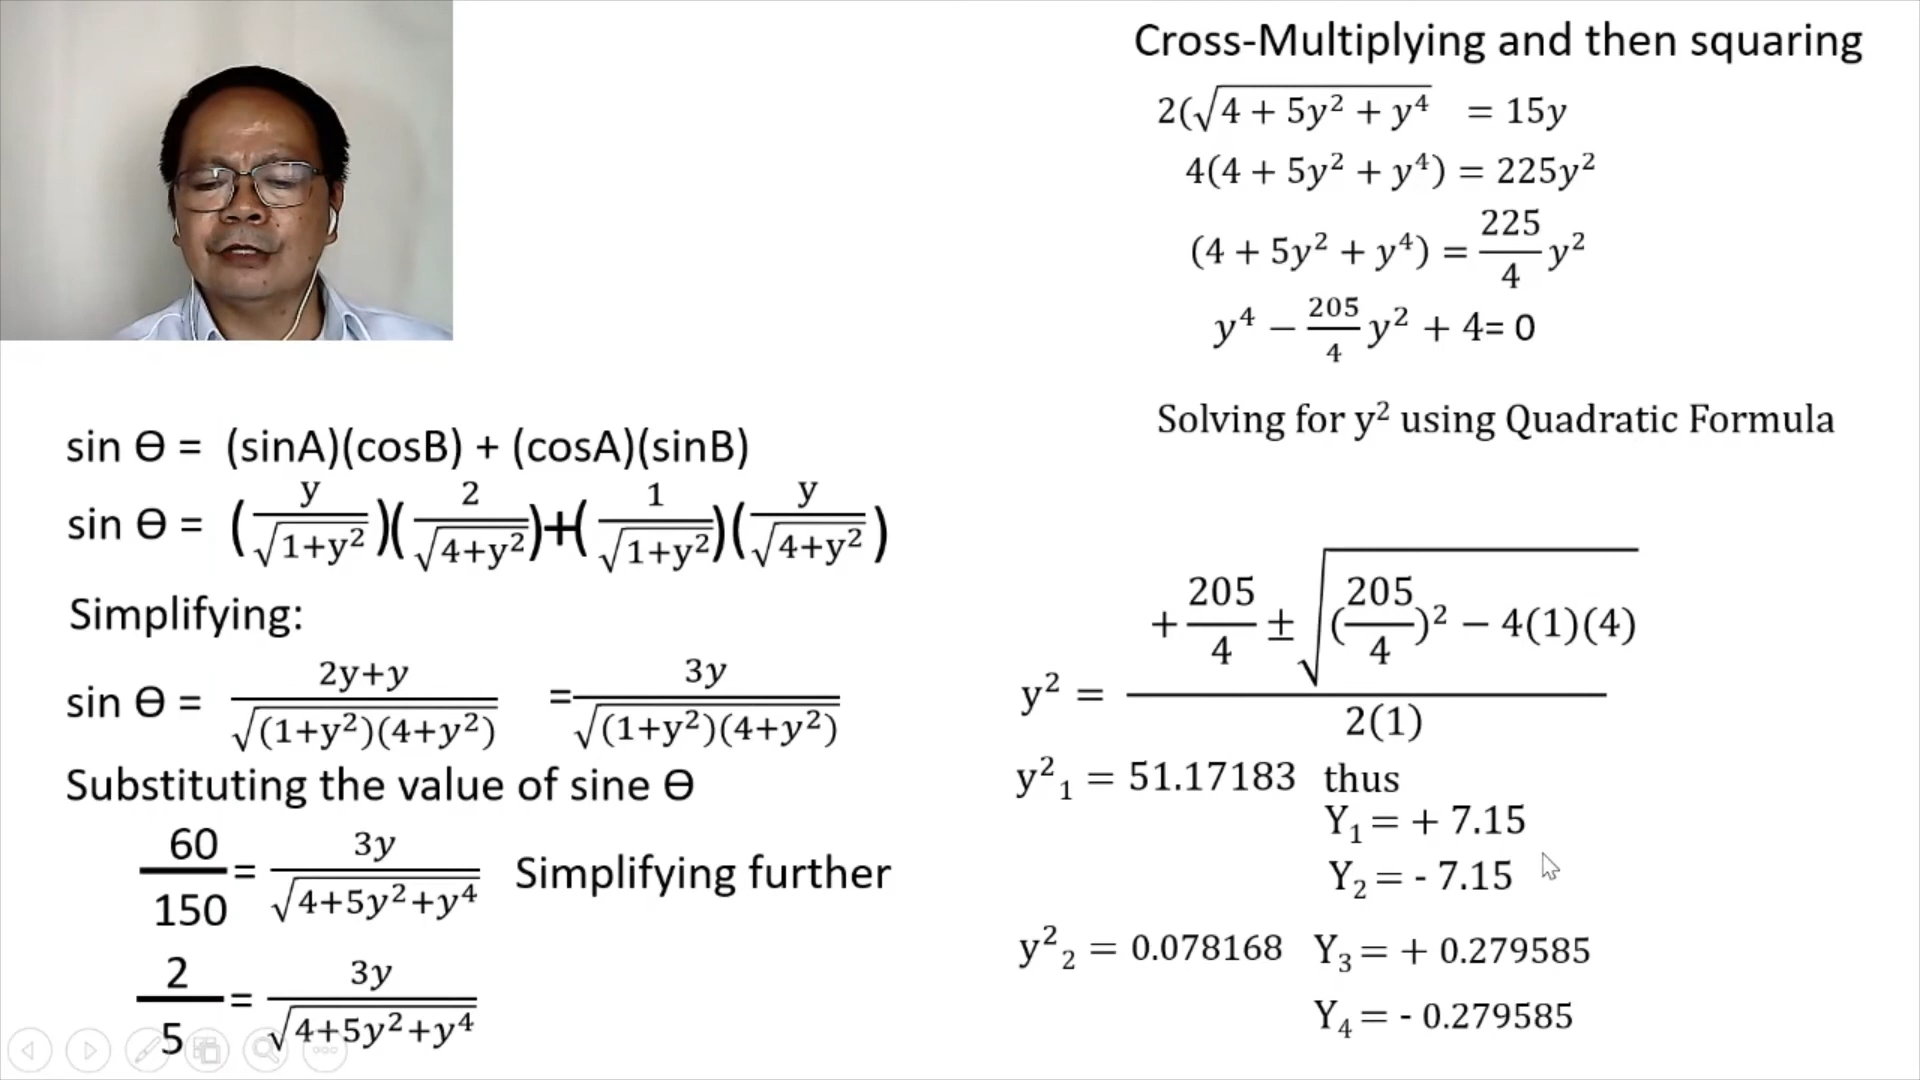 sin Ɵ = (sinA)(cosB) + (cosA)(sinB)
sin Ɵ = (y/√(1+y²))(2/√(4+y²))+(1/√(1+y²))(y/√(4+y²))
Simplifying:
sin Ɵ = (2y+y)/√((1+y²)(4+y²)) = 3y/√((1+y²)(4+y²))
Substituting the value of sine Ɵ
60/150 = 3y/√(4+5y²+y⁴) Simplifying further
2/5 = 3y/√(4+5y²+y⁴)
Cross-Multiplying and then squaring
2(√(4 + 5y² + y⁴) = 15y
4(4 + 5y² + y⁴) = 225y²
(4 + 5y² + y⁴) = 225/4 y²
y⁴ − 205/4 y² + 4= 0
Solving for y² using Quadratic Formula
y² = (+ 205/4 ± √((205/4)² − 4(1)(4)))/2(1)
y²₁ = 51.17183 thus
Y₁ = + 7.15
Y₂ = - 7.15
y²₂ = 0.078168 Y₃ = + 0.279585
Y₄ = - 0.279585